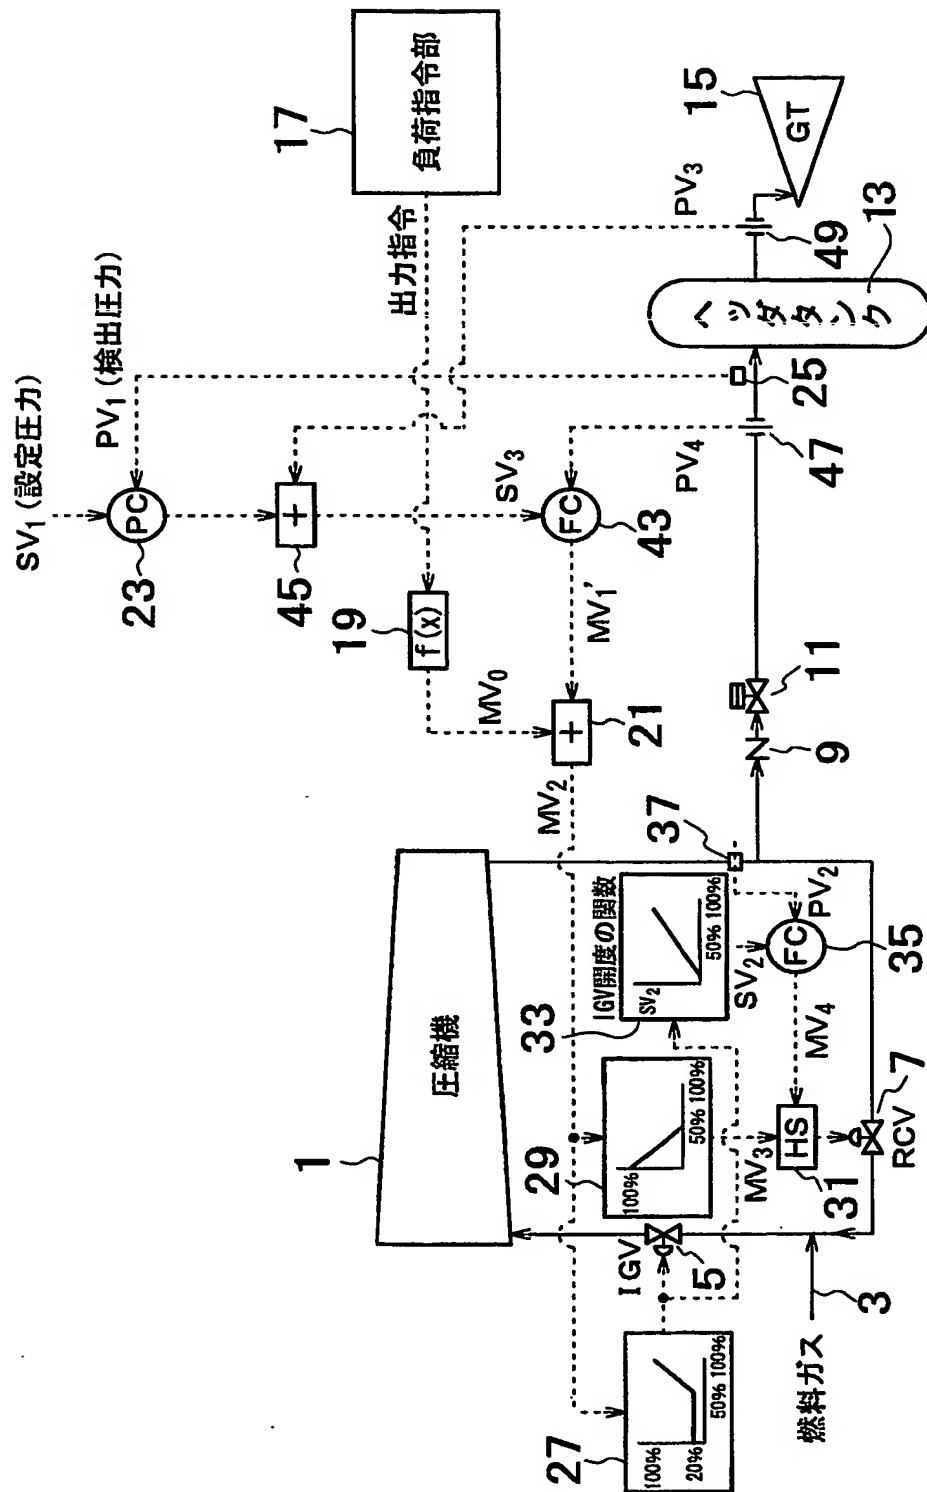 SV₁ (設定圧力)
PV₁ (検出圧力)
PC
23
+
45
出力指令
17
負荷指令部
19
f(x)
MV₀
SV₃
FC
43
MV₁'
+
21
MV₂
PV₄
47
25
PV₃
49
ヘッダタンク
13
GT
15
11
9
1
圧縮機
IGV開度の関数
SV₂
50% 100%
33
37
PV₂
SV₂
FC
35
MV₄
100%
50% 100%
29
MV₃
HS
31
7
RCV
IGV
5
100%
20%
50% 100%
27
燃料ガス
3